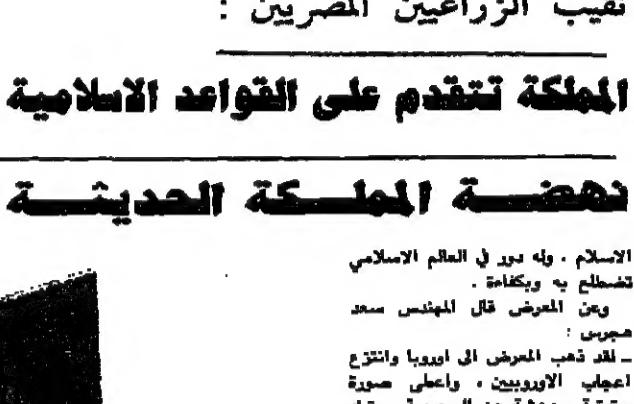 نقيب الزراعيين المصريين :
المملكة تتقدم على القواعد الاسلامية
نهضة المملكة الحديثة
الاسلام ، وله دور في العالم الاسلامي
تضطلع به وبكفاءة .
وعن المعرض قال المهندس سعد
هجرس :
ـ لقد ذهب المعرض الى اوروبا وانتزع
اعجاب الاوروبيين ، واعطى صورة